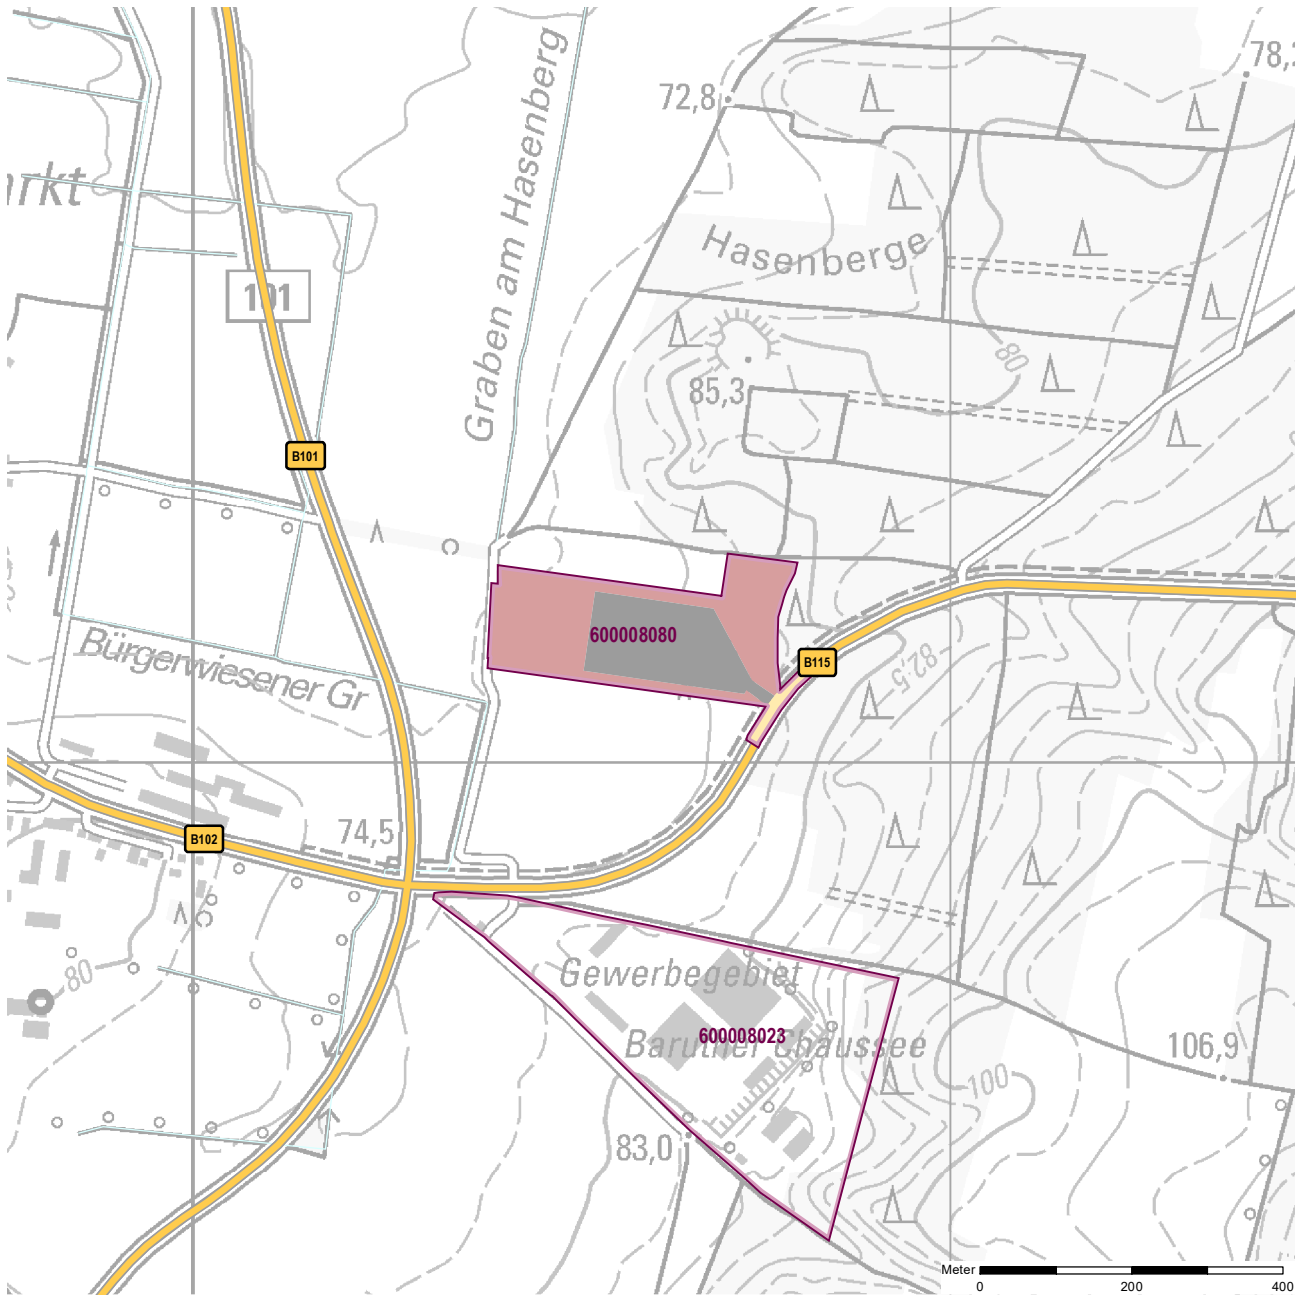 78,
72,8
Graben am Hasenberg
rkt
Hasenberge
101
80
85,3
B101
600008080
Bürgerwiesener Gr
B115
82,5
74,5
B102
80
Gewerbegebiet
600008023
Baruther Chaussee
106,9
100
83,0
Meter
0 200 400